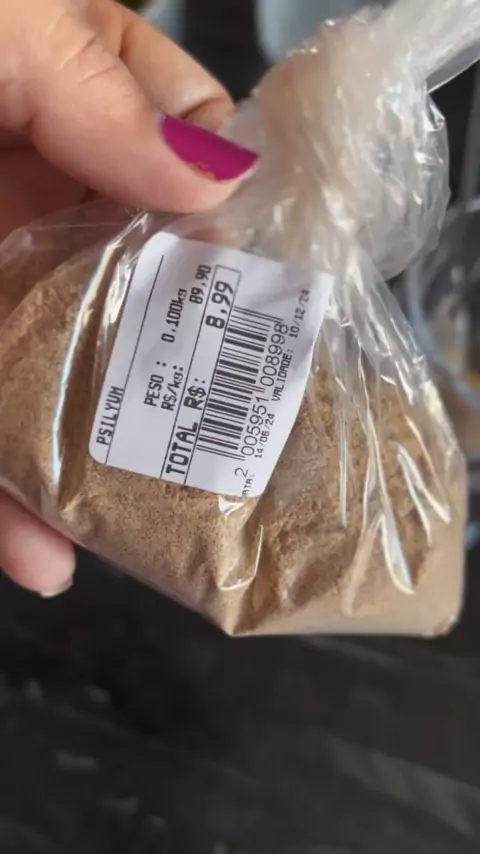 PSILYUM
PESO : 0,100kg
R$/kg: 89,90
TOTAL R$: 8,99
2 005951 008998
14/06/24 VALIDADE: 10/12/24